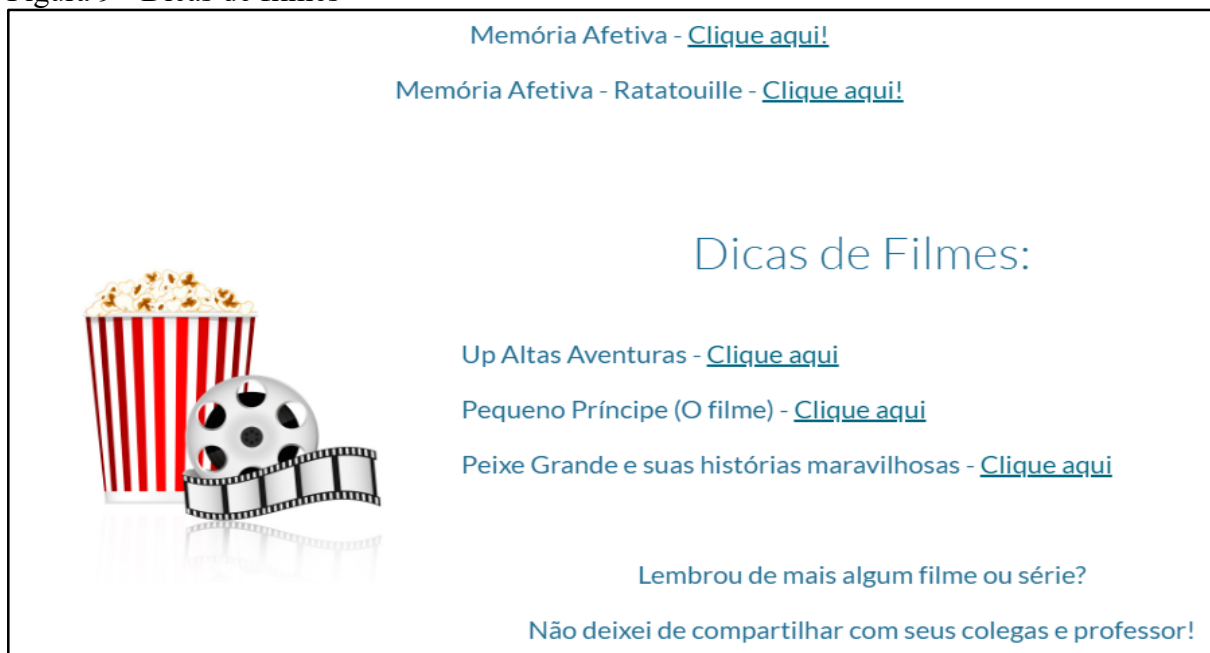 Memória Afetiva - Clique aqui!
Memória Afetiva - Ratatouille - Clique aqui!
Dicas de Filmes:
Up Altas Aventuras - Clique aqui
Pequeno Príncipe (O filme) - Clique aqui
Peixe Grande e suas histórias maravilhosas - Clique aqui
Lembrou de mais algum filme ou série?
Não deixei de compartilhar com seus colegas e professor!